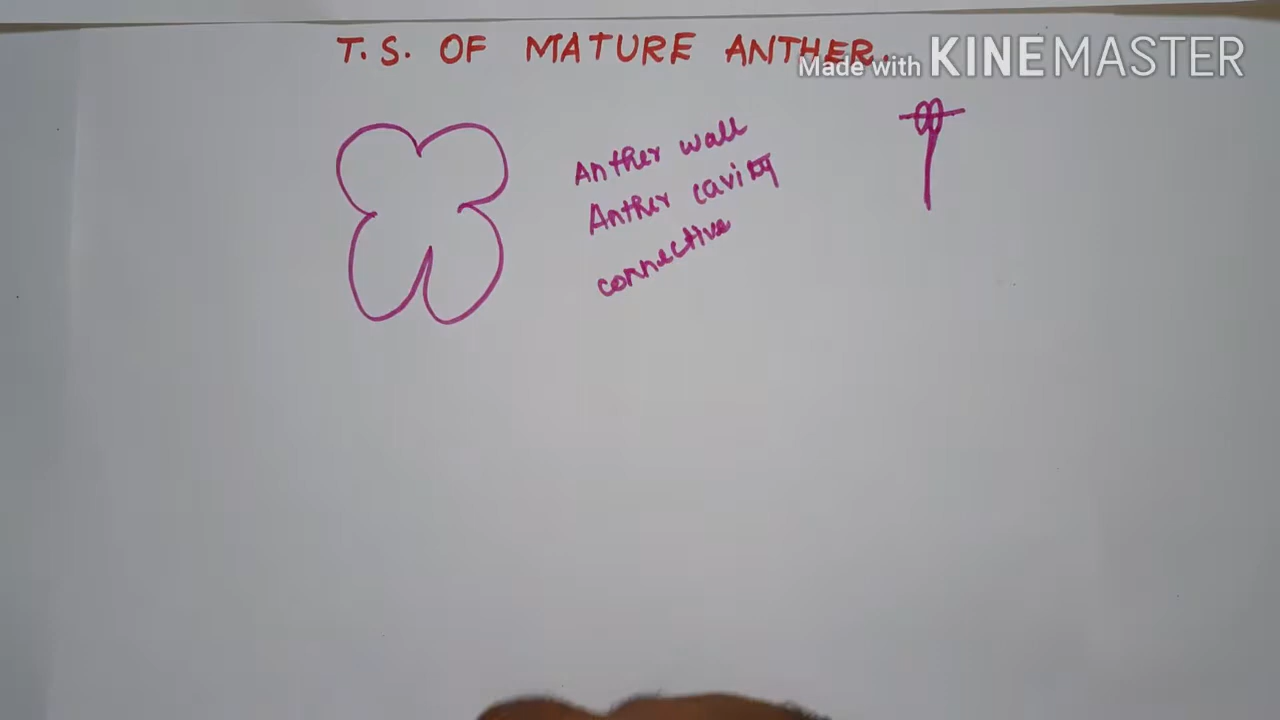 T.S. OF MATURE ANTHER.
Made with KINEMASTER
Anther wall
Anther cavity
connective